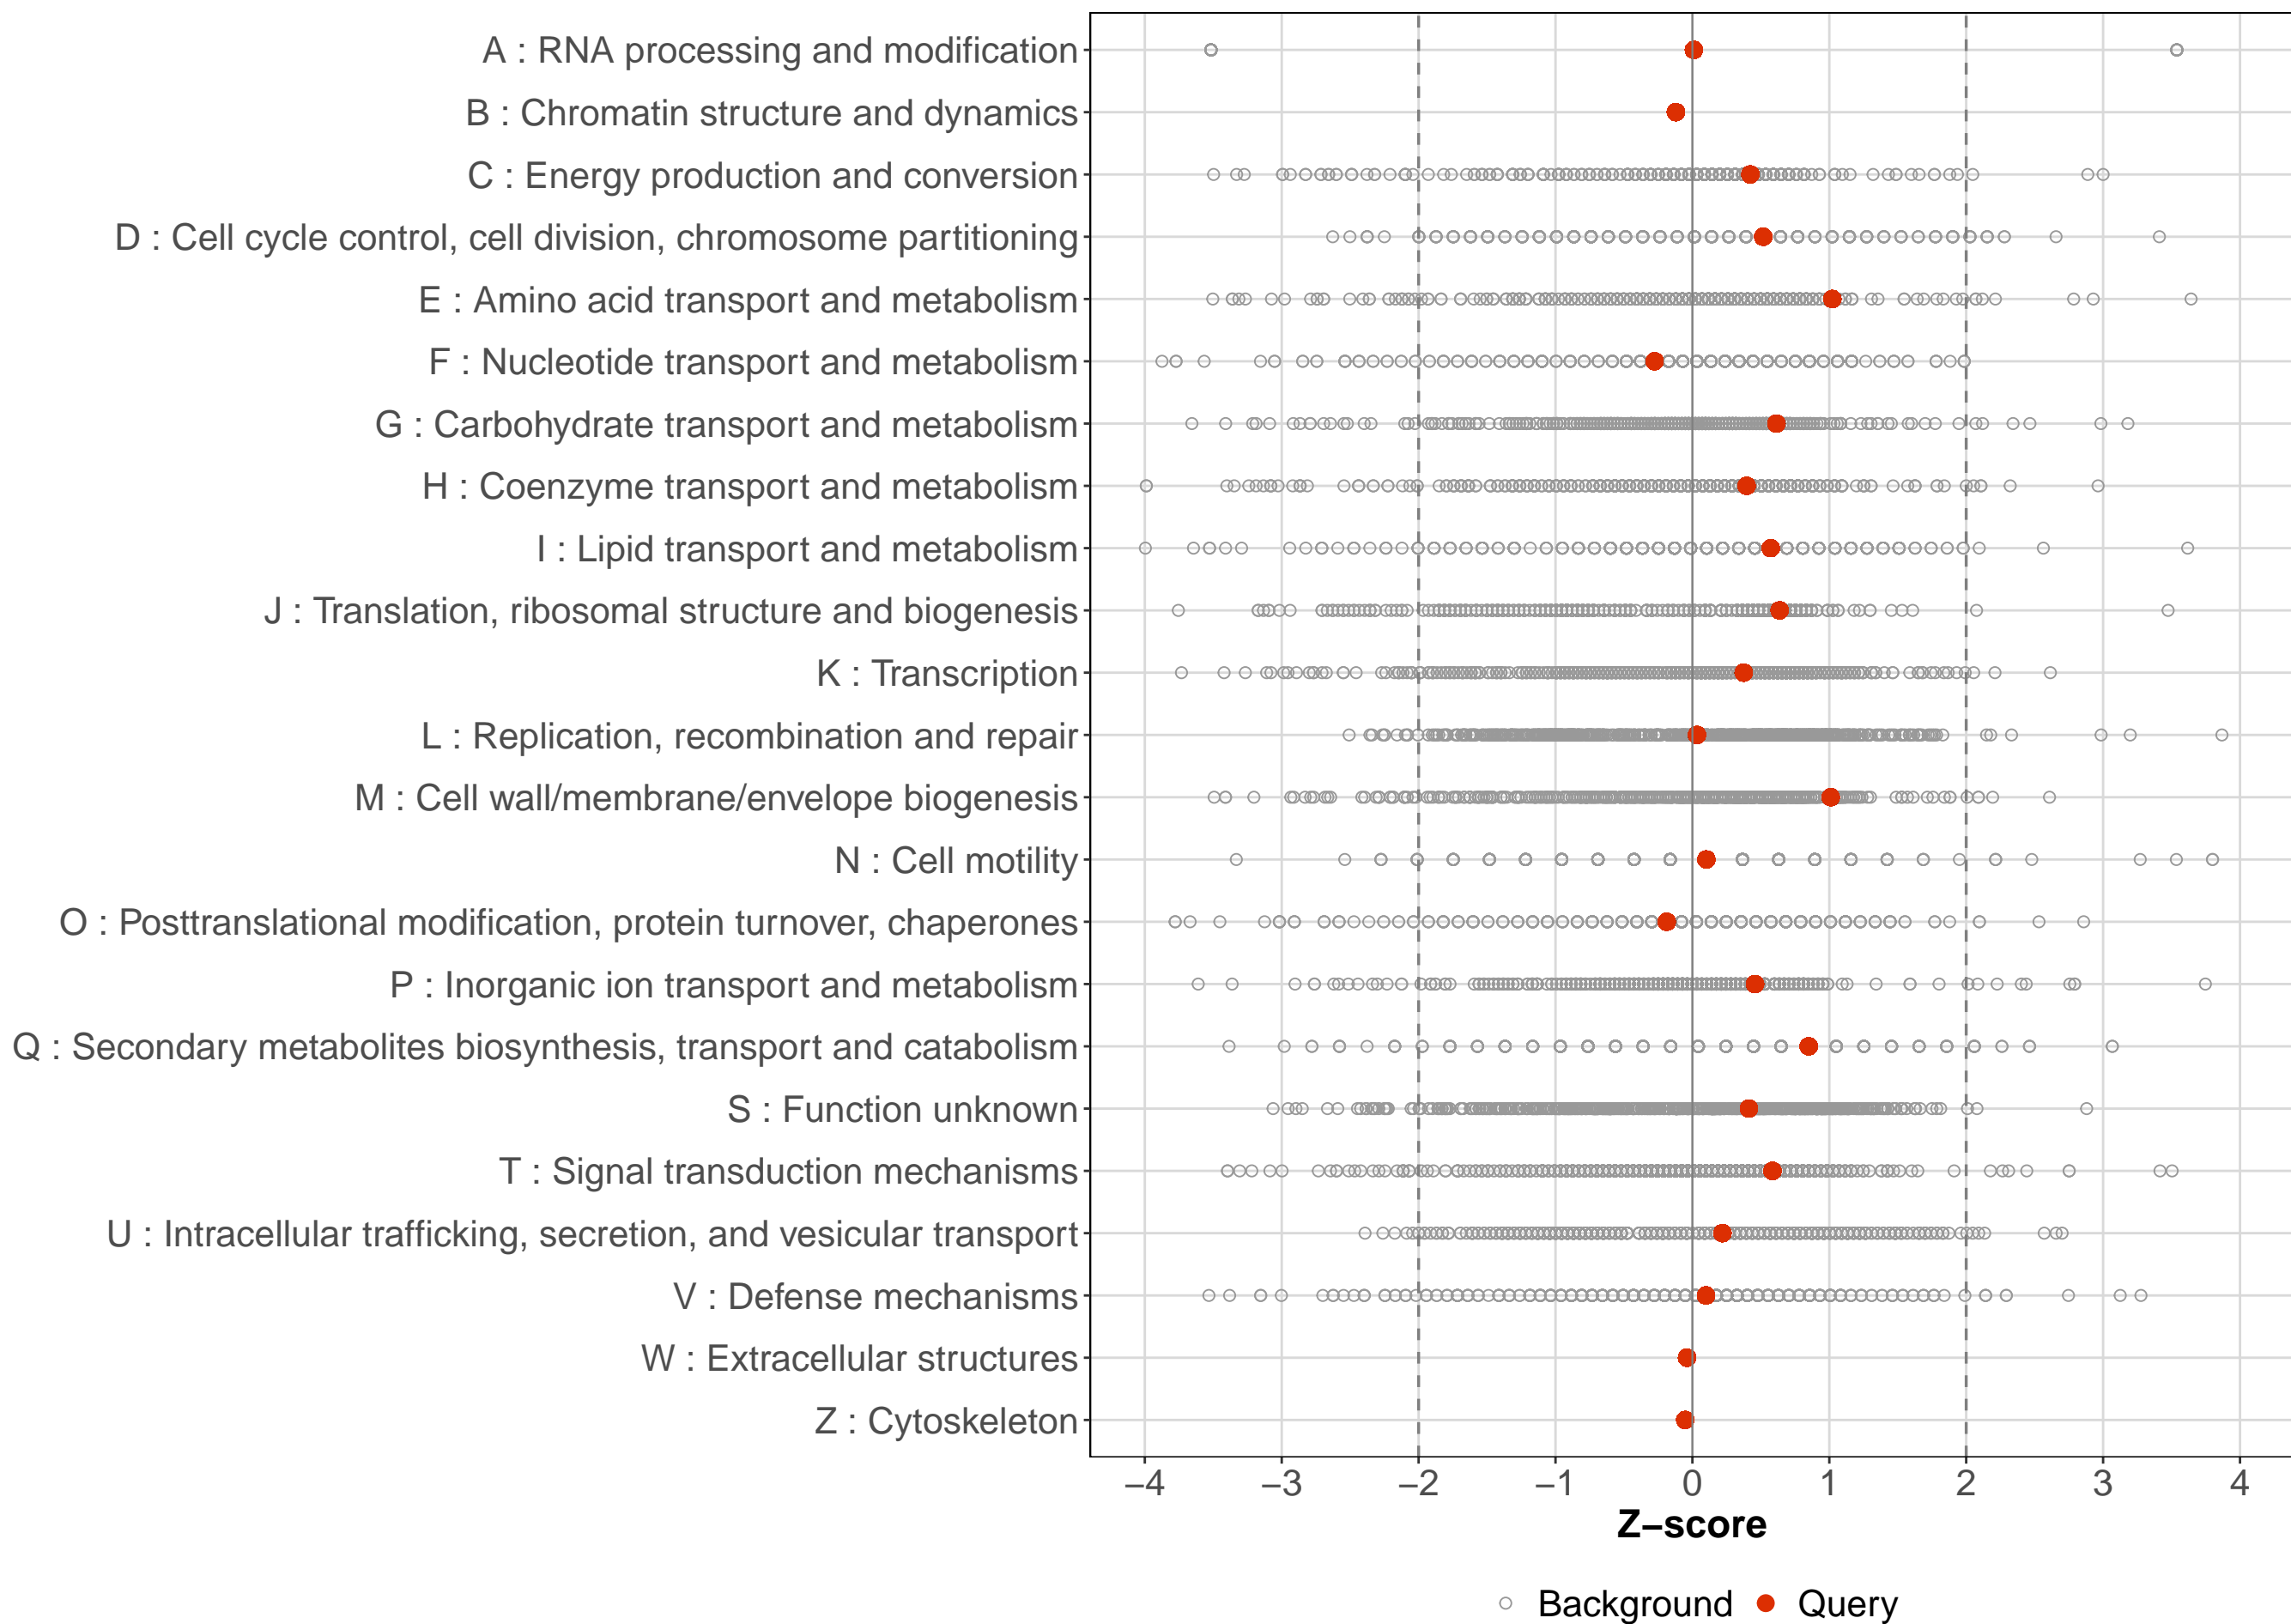 A : RNA processing and modification
B : Chromatin structure and dynamics
C : Energy production and conversion
D : Cell cycle control, cell division, chromosome partitioning
E : Amino acid transport and metabolism
F : Nucleotide transport and metabolism
G : Carbohydrate transport and metabolism
H : Coenzyme transport and metabolism
I : Lipid transport and metabolism
J : Translation, ribosomal structure and biogenesis
K : Transcription
L : Replication, recombination and repair
M : Cell wall/membrane/envelope biogenesis
N : Cell motility
O : Posttranslational modification, protein turnover, chaperones
P : Inorganic ion transport and metabolism
Q : Secondary metabolites biosynthesis, transport and catabolism
S : Function unknown
T : Signal transduction mechanisms
U : Intracellular trafficking, secretion, and vesicular transport
V : Defense mechanisms
W : Extracellular structures
Z : Cytoskeleton
−4 −3 −2 −1 0 1 2 3 4
Z−score
Background Query